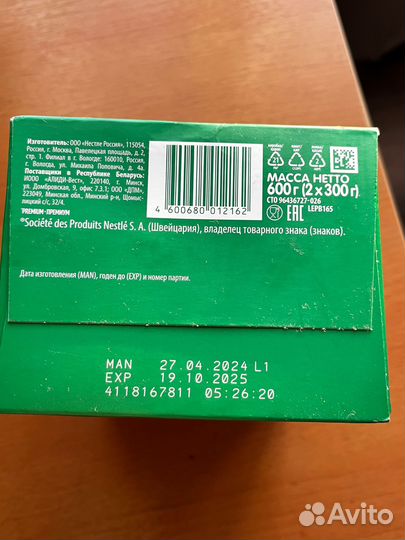 Изготовитель: ООО «Нестле Россия», 115054,
Россия, г. Москва, Павелецкая площадь, д. 2,
стр. 1. Филиал в г. Вологде: 160010, Россия,
г. Вологда, ул. Михаила Поповича, д. 4а.
Поставщики в Республике Беларусь:
ИООО «АЛИДИ-Вест», 220140, г. Минск,
ул. Домбровская, 9 офис 7.3.1; ООО «ДПМ»,
223049, Минская обл., Минский р-н, Щомыс-
лицкий с/с, 32/4.
PREMIUM-ПРЕМИУМ
4 600680 012162
21
2
МАССА НЕТТО
600 г (2 x 300 г)
СТО 96436727-026
EAC LEPB165
*Société des Produits Nestlé S. A. (Швейцария), владелец товарного знака (знаков).
Дата изготовления (MAN), годен до (EXP) и номер партии.
MAN 27.04.2024 L1
EXP 19.10.2025
4118167811 05:26:20
Avito